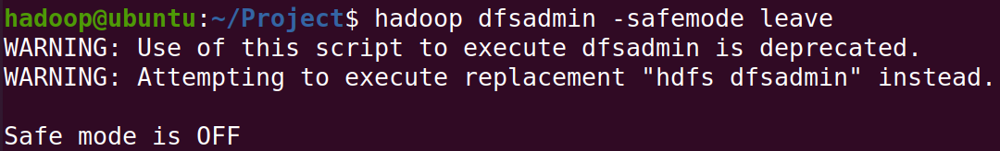 hadoop@ubuntu:~/Project$ hadoop dfsadmin -safemode leave
WARNING: Use of this script to execute dfsadmin is deprecated.
WARNING: Attempting to execute replacement "hdfs dfsadmin" instead.
Safe mode is OFF